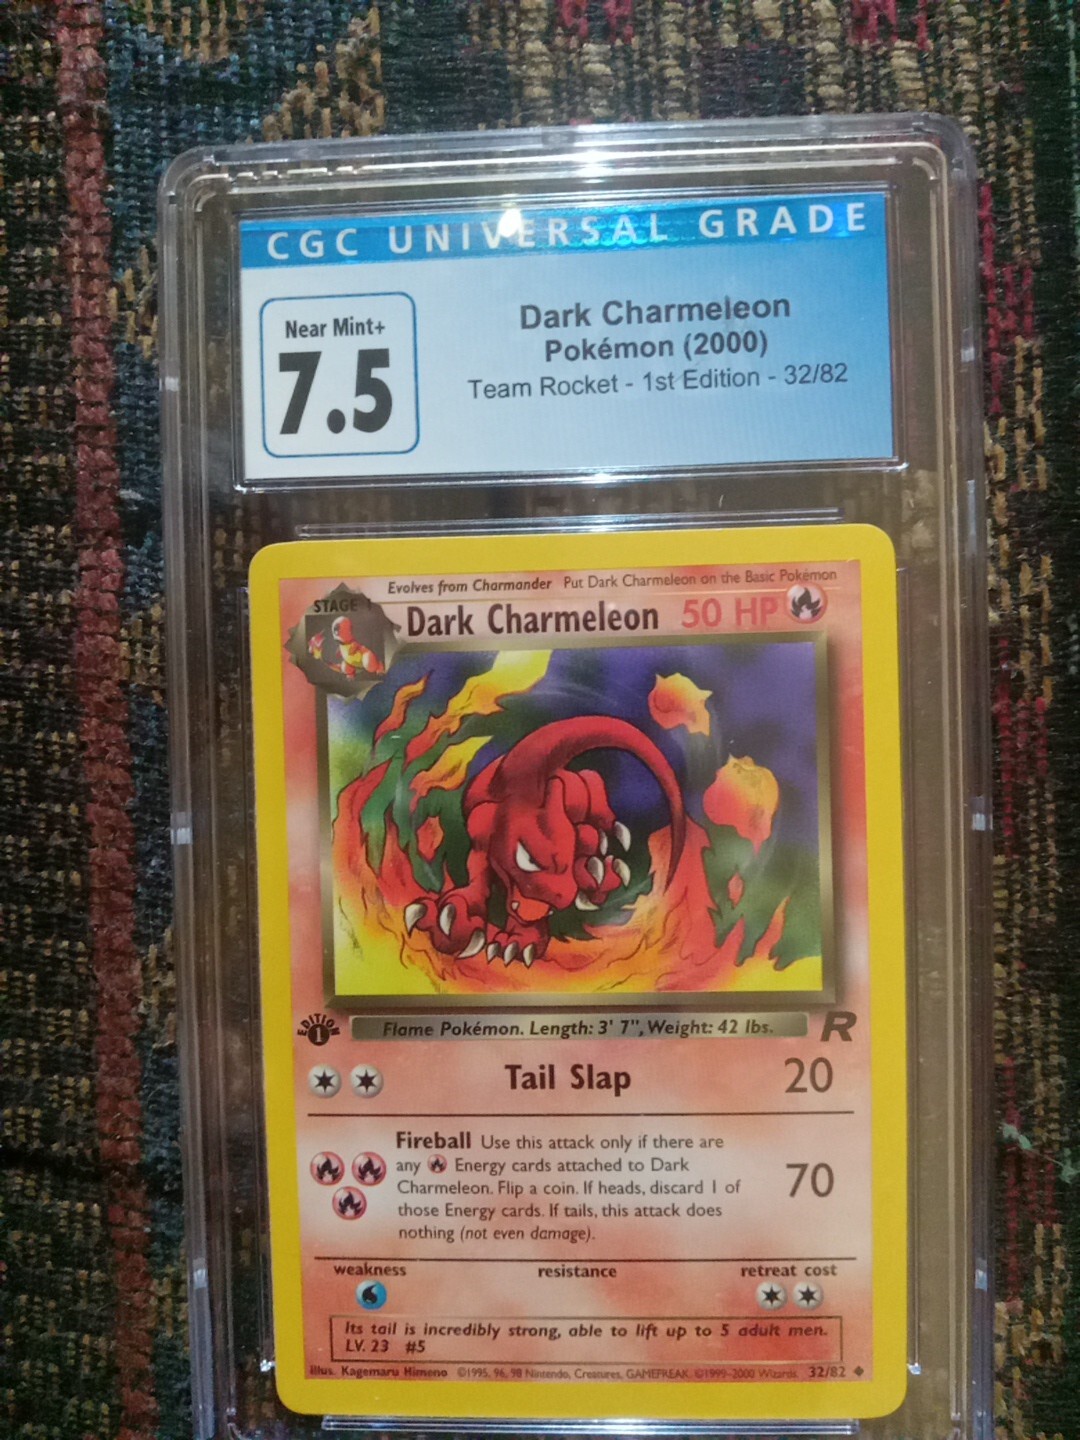 CGC UNIVERSAL GRADE
Near Mint+
7.5
Dark Charmeleon
Pokémon (2000)
Team Rocket - 1st Edition - 32/82
Evolves from Charmander Put Dark Charmeleon on the Basic Pokémon
STAGE 1
Dark Charmeleon 50 HP
EDITION
1
Flame Pokémon. Length: 3' 7", Weight: 42 lbs.
R
Tail Slap 20
Fireball Use this attack only if there are
any Energy cards attached to Dark
Charmeleon. Flip a coin. If heads, discard 1 of
those Energy cards. If tails, this attack does
nothing (not even damage).
70
weakness resistance retreat cost
Its tail is incredibly strong, able to lift up to 5 adult men.
LV. 23 #5
Illus. Kagemaru Himeno ©1995, 96, 98 Nintendo, Creatures, GAMEFREAK. ©1999-2000 Wizards. 32/82